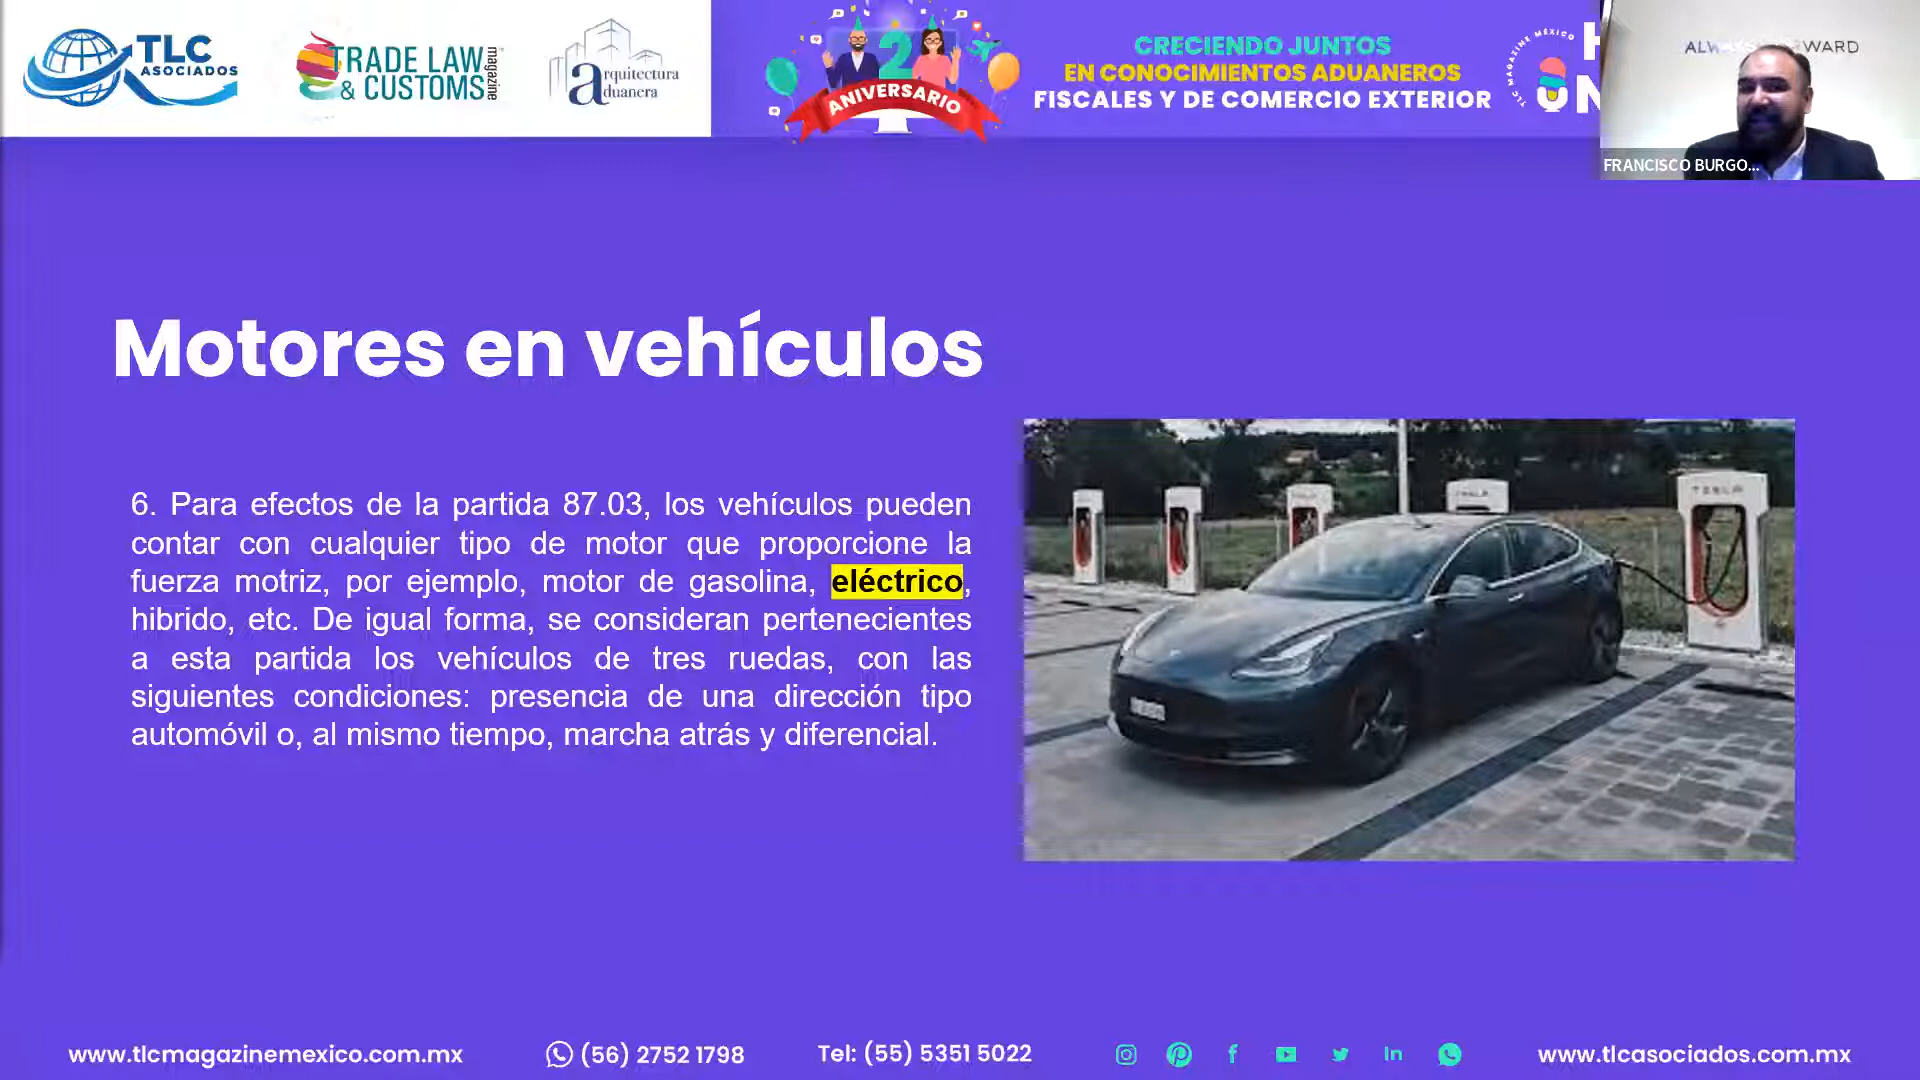 TLC
ASOCIADOS
TRADE LAW
& CUSTOMS
magazine
arquitectura
aduanera
2
ANIVERSARIO
CRECIENDO JUNTOS
EN CONOCIMIENTOS ADUANEROS
FISCALES Y DE COMERCIO EXTERIOR
TLC MAGAZINE MÉXICO
FRANCISCO BURGO...
Motores en vehículos
6. Para efectos de la partida 87.03, los vehículos pueden
contar con cualquier tipo de motor que proporcione la
fuerza motriz, por ejemplo, motor de gasolina, eléctrico,
hibrido, etc. De igual forma, se consideran pertenecientes
a esta partida los vehículos de tres ruedas, con las
siguientes condiciones: presencia de una dirección tipo
automóvil o, al mismo tiempo, marcha atrás y diferencial.
TESLA
www.tlcmagazinemexico.com.mx
(56) 2752 1798
Tel: (55) 5351 5022
www.tlcasociados.com.mx